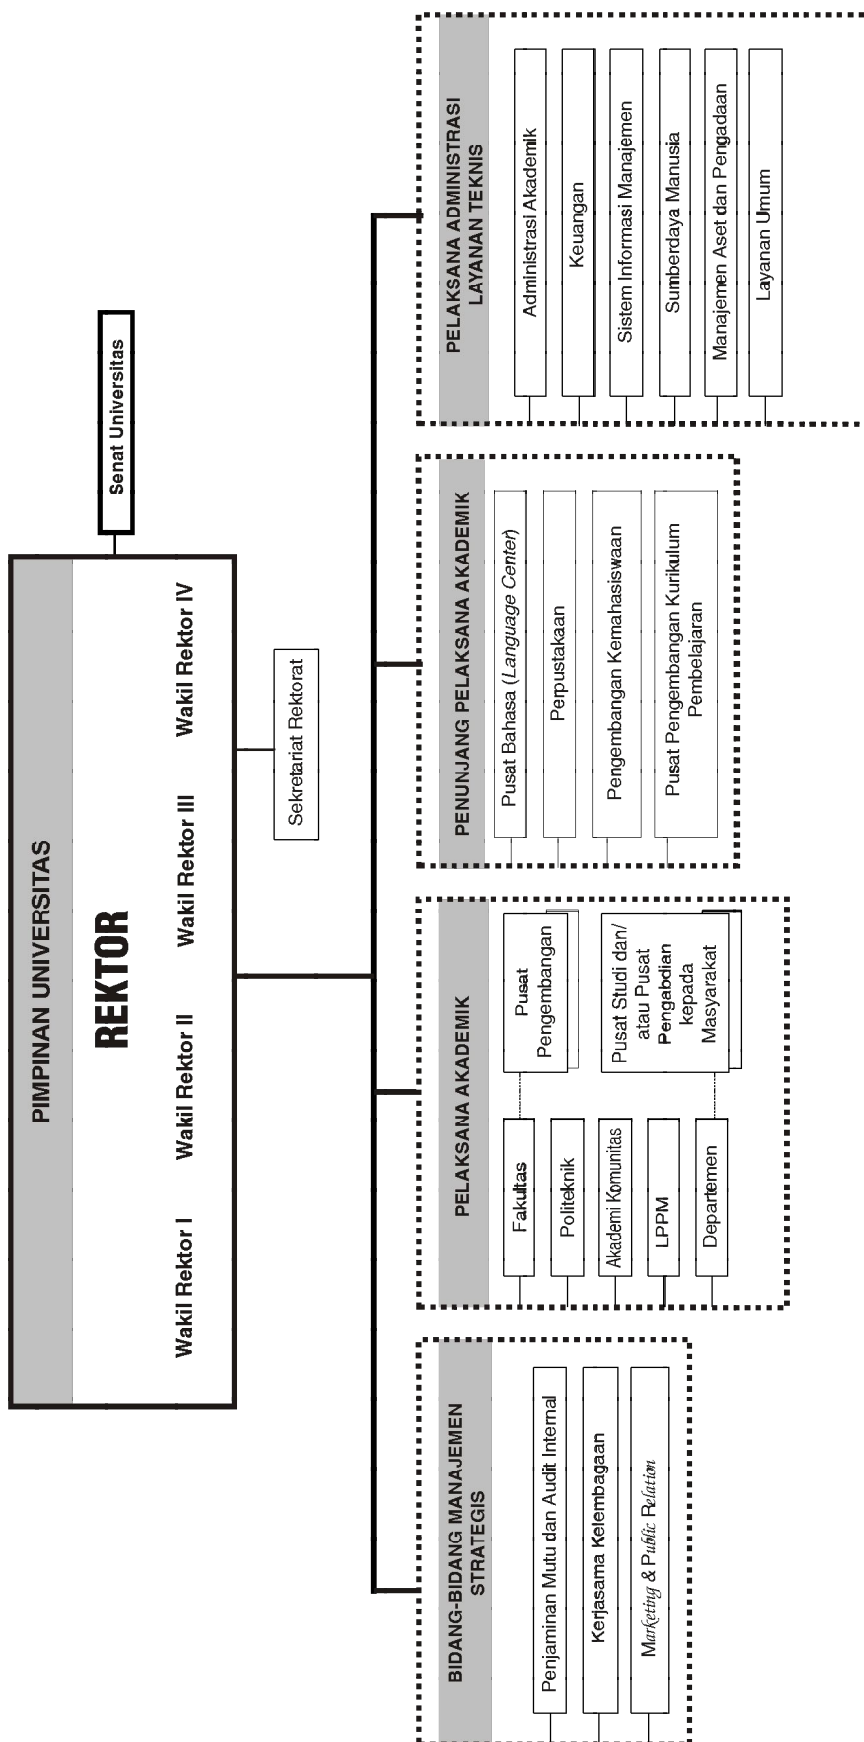 PIMPINAN UNIVERSITAS
REKTOR
Wakil Rektor I
Wakil Rektor II
Wakil Rektor III
Wakil Rektor IV
Senat Universitas
Sekretariat Rektorat
BIDANG-BIDANG MANAJEMEN
STRATEGIS
Penjaminan Mutu dan Audit Internal
Kerjasama Kelembagaan
Marketing & Public Relation
PELAKSANA AKADEMIK
Fakultas
Politeknik
Akademi Komunitas
LPPM
Departemen
Pusat
Pengembangan
Pusat Studi dan/
atau Pusat
Pengabdian
kepada
Masyarakat
PENUNJANG PELAKSANA AKADEMIK
Pusat Bahasa (Language Center)
Perpustakaan
Pengembangan Kemahasiswaan
Pusat Pengembangan Kurikulum
Pembelajaran
PELAKSANA ADMINISTRASI
LAYANAN TEKNIS
Administrasi Akademik
Keuangan
Sistem Informasi Manajemen
Sumberdaya Manusia
Manajemen Aset dan Pengadaan
Layanan Umum